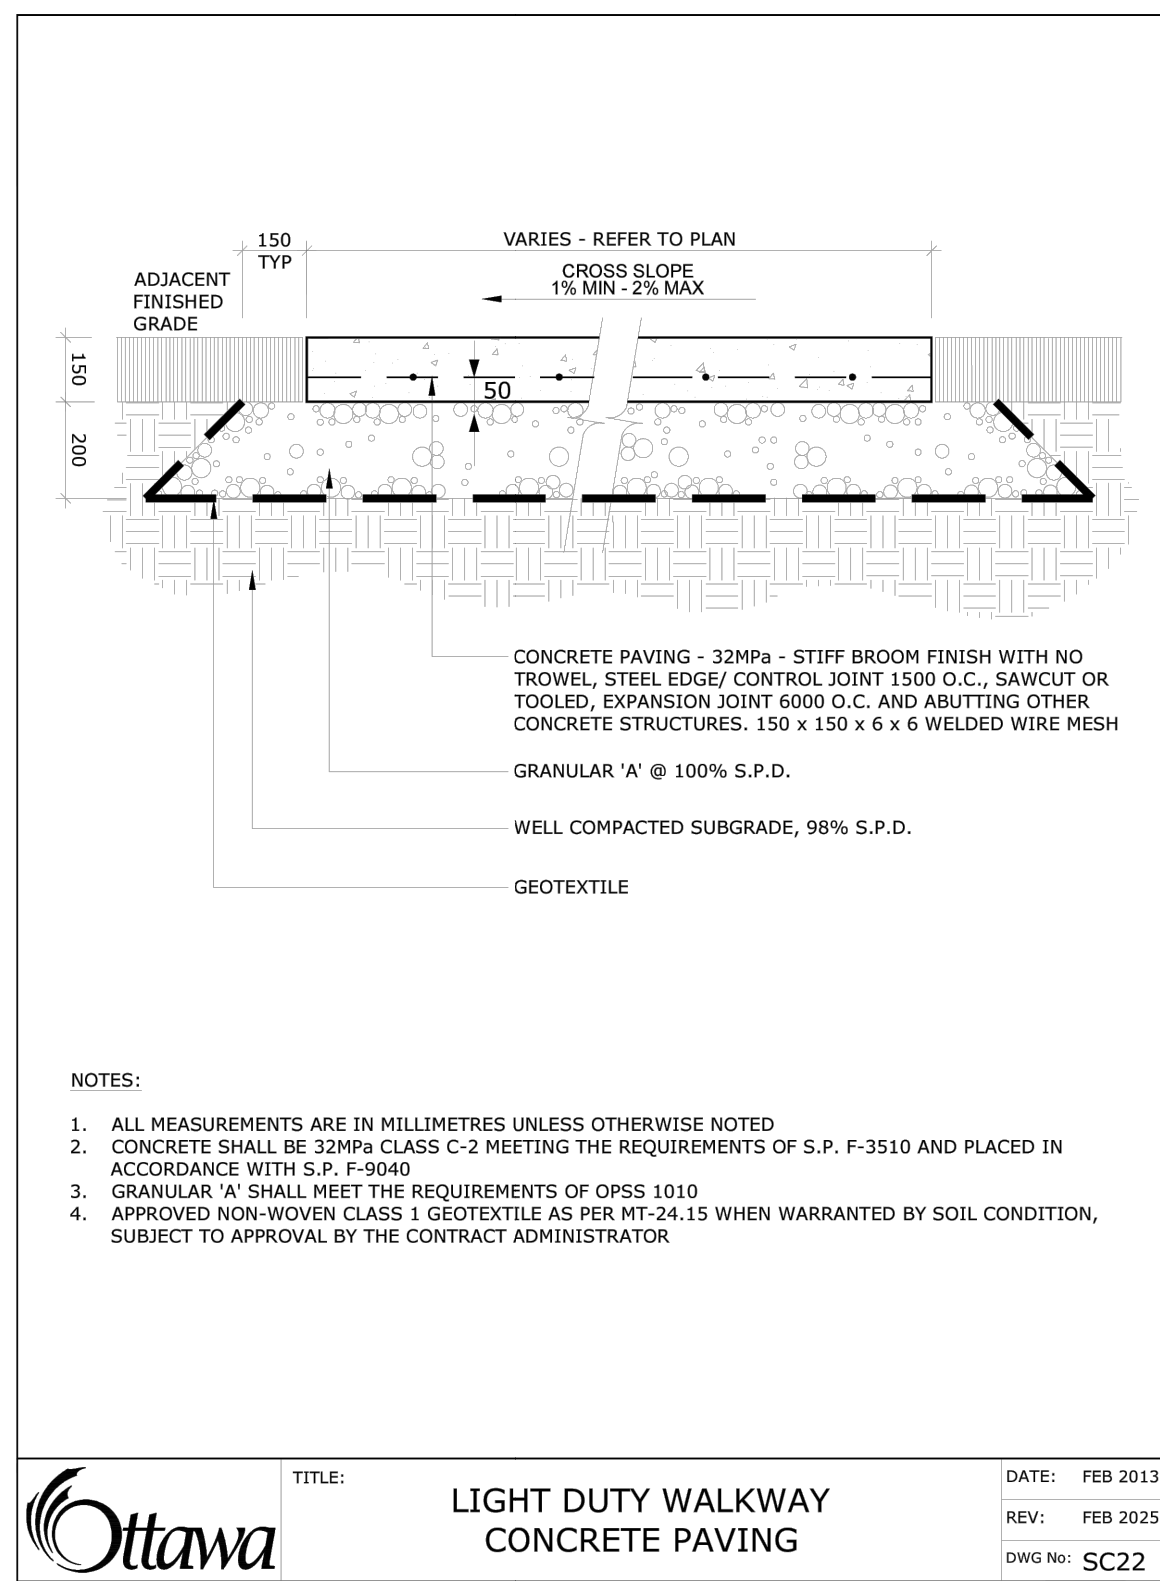 150
TYP
VARIES - REFER TO PLAN
CROSS SLOPE
1% MIN - 2% MAX
ADJACENT
FINISHED
GRADE
150
50
200
CONCRETE PAVING - 32MPa - STIFF BROOM FINISH WITH NO
TROWEL, STEEL EDGE/ CONTROL JOINT 1500 O.C., SAWCUT OR
TOOLED, EXPANSION JOINT 6000 O.C. AND ABUTTING OTHER
CONCRETE STRUCTURES. 150 x 150 x 6 x 6 WELDED WIRE MESH
GRANULAR 'A' @ 100% S.P.D.
WELL COMPACTED SUBGRADE, 98% S.P.D.
GEOTEXTILE
NOTES:
1. ALL MEASUREMENTS ARE IN MILLIMETRES UNLESS OTHERWISE NOTED
2. CONCRETE SHALL BE 32MPa CLASS C-2 MEETING THE REQUIREMENTS OF S.P. F-3510 AND PLACED IN
ACCORDANCE WITH S.P. F-9040
3. GRANULAR 'A' SHALL MEET THE REQUIREMENTS OF OPSS 1010
4. APPROVED NON-WOVEN CLASS 1 GEOTEXTILE AS PER MT-24.15 WHEN WARRANTED BY SOIL CONDITION,
SUBJECT TO APPROVAL BY THE CONTRACT ADMINISTRATOR
Ottawa
TITLE:
LIGHT DUTY WALKWAY
CONCRETE PAVING
DATE: FEB 2013
REV: FEB 2025
DWG No: SC22